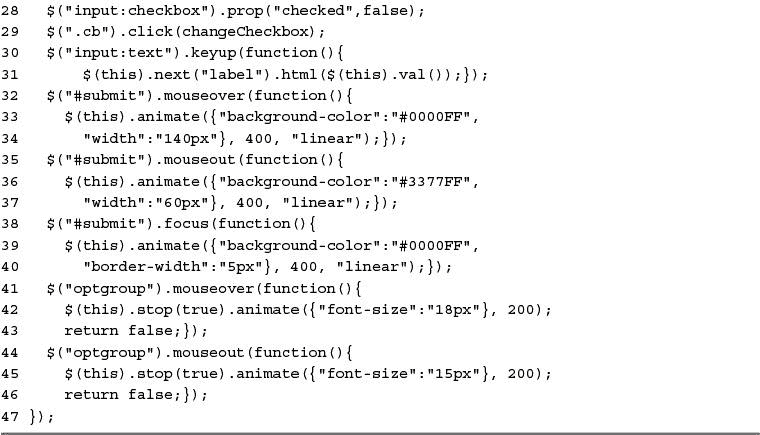 28   $("input:checkbox").prop("checked",false);
29   $(".cb").click(changeCheckbox);
30   $("input:text").keyup(function(){
31       $(this).next("label").html($(this).val());});
32   $("#submit").mouseover(function(){
33     $(this).animate({"background-color":"#0000FF",
34       "width":"140px"}, 400, "linear");});
35   $("#submit").mouseout(function(){
36     $(this).animate({"background-color":"#3377FF",
37       "width":"60px"}, 400, "linear");});
38   $("#submit").focus(function(){
39     $(this).animate({"background-color":"#0000FF",
40       "border-width":"5px"}, 400, "linear");});
41   $("optgroup").mouseover(function(){
42     $(this).stop(true).animate({"font-size":"18px"}, 200);
43     return false;});
44   $("optgroup").mouseout(function(){
45     $(this).stop(true).animate({"font-size":"15px"}, 200);
46     return false;});
47 });